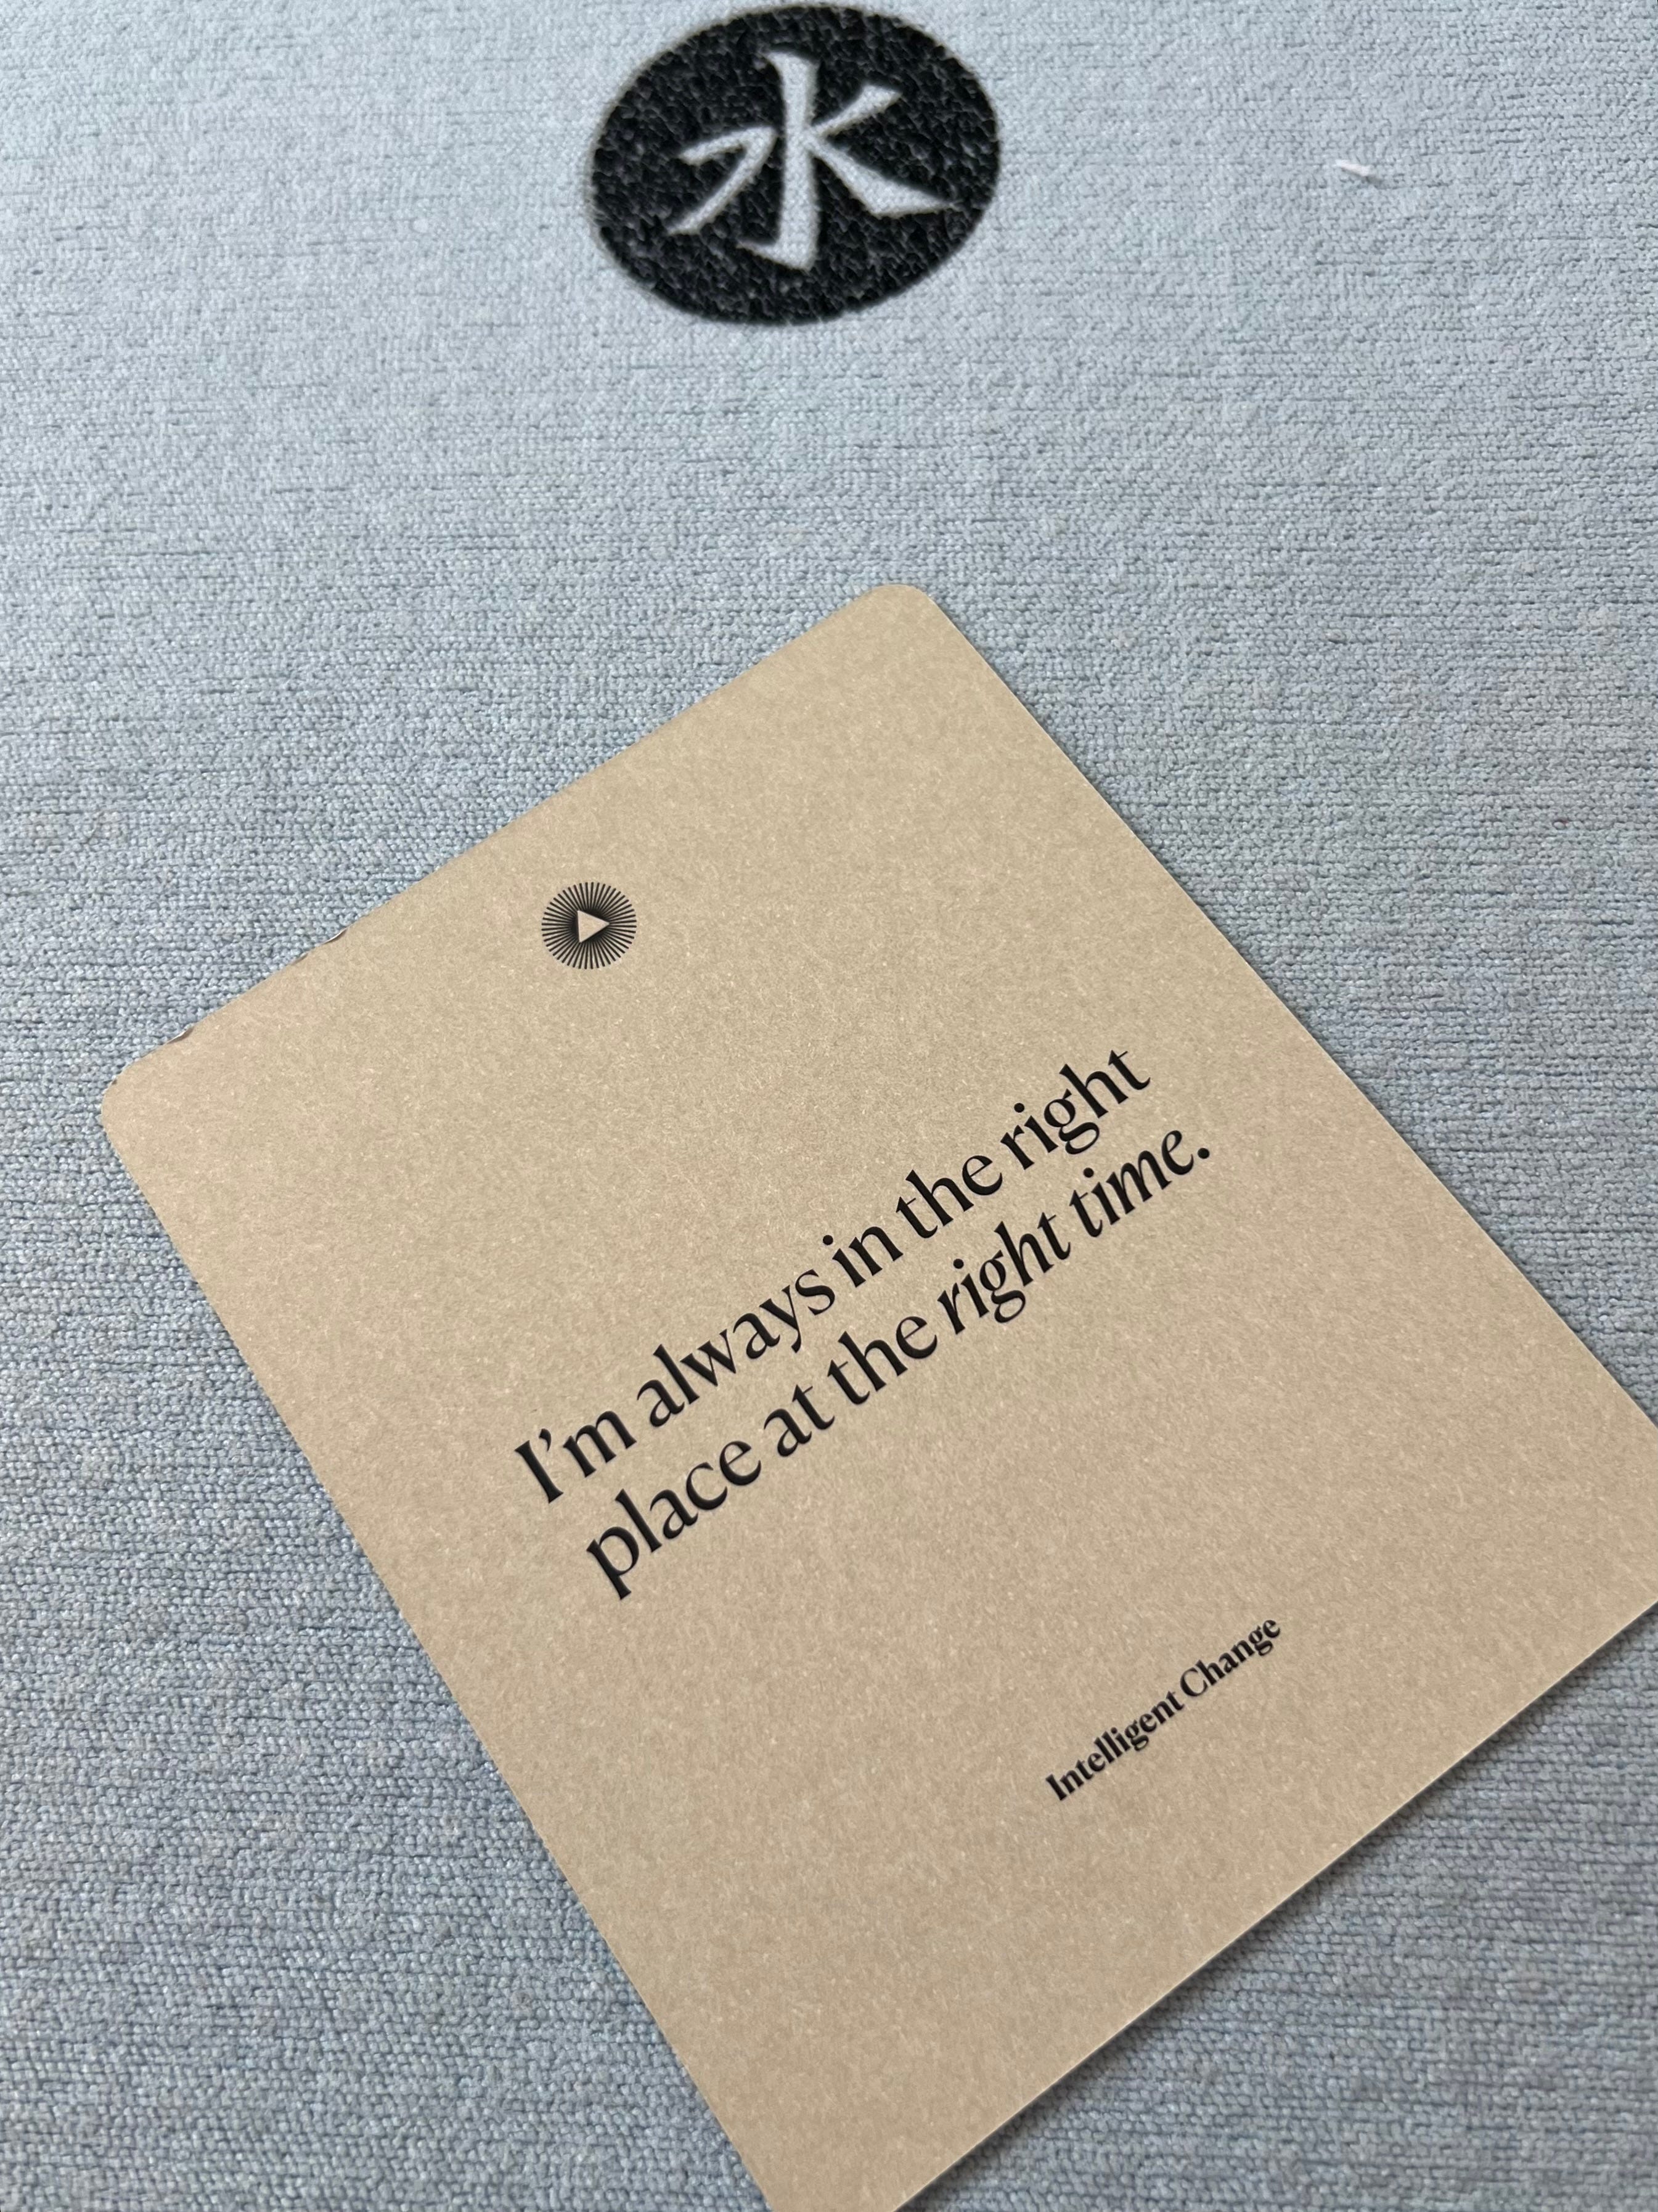 水
I'm always in the right
place at the right time.
Intelligent Change